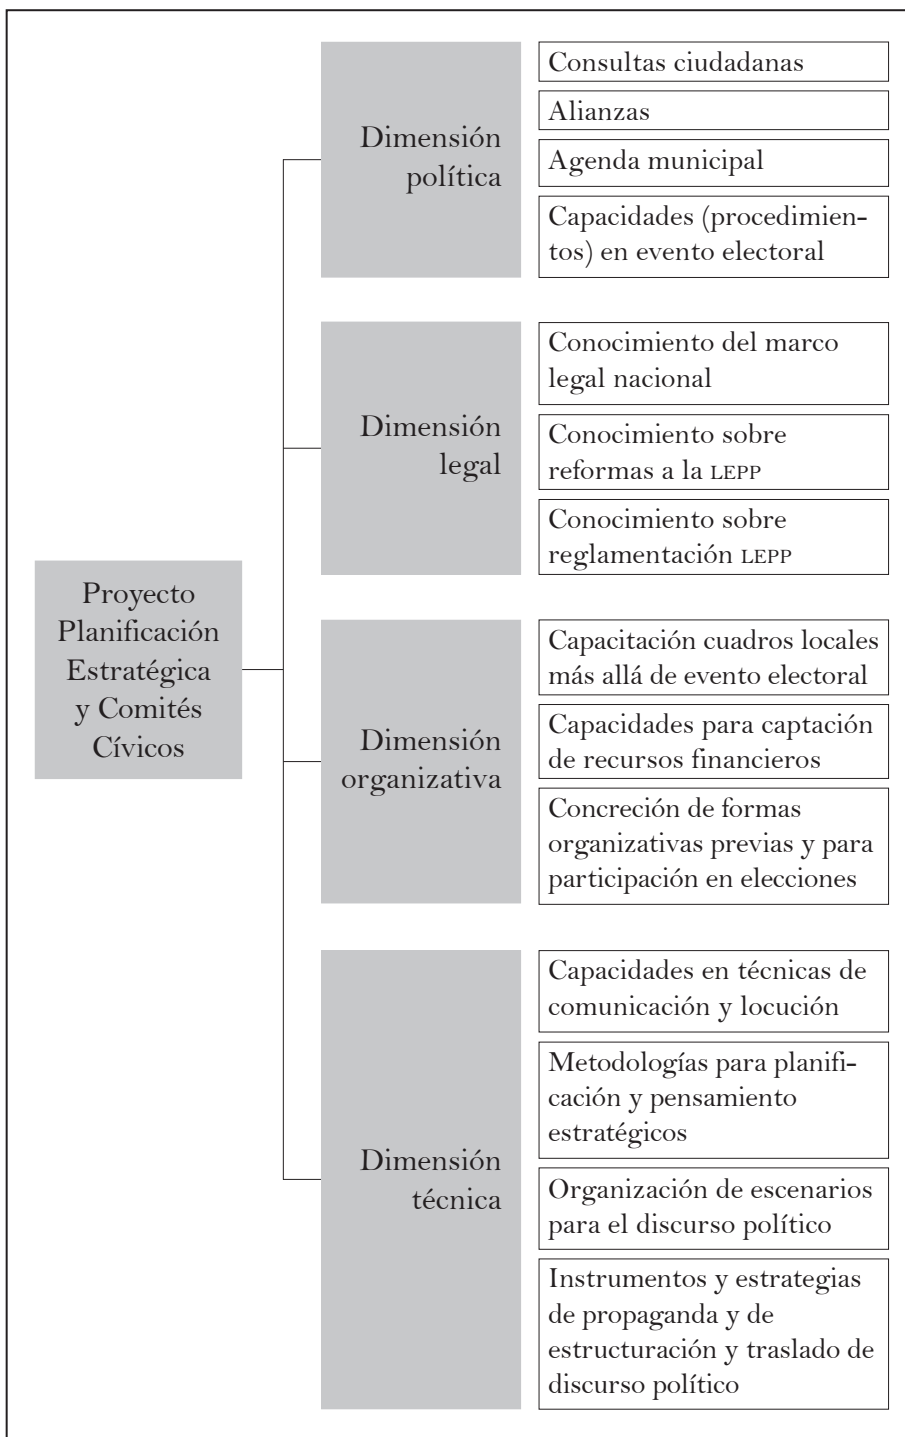 Proyecto
Planificación
Estratégica
y Comités
Cívicos
Dimensión
política
Consultas ciudadanas
Alianzas
Agenda municipal
Capacidades (procedimien-
tos) en evento electoral
Dimensión
legal
Conocimiento del marco
legal nacional
Conocimiento sobre
reformas a la LEPP
Conocimiento sobre
reglamentación LEPP
Dimensión
organizativa
Capacitación cuadros locales
más allá de evento electoral
Capacidades para captación
de recursos financieros
Concreción de formas
organizativas previas y para
participación en elecciones
Dimensión
técnica
Capacidades en técnicas de
comunicación y locución
Metodologías para planifi-
cación y pensamiento
estratégicos
Organización de escenarios
para el discurso político
Instrumentos y estrategias
de propaganda y de
estructuración y traslado de
discurso político